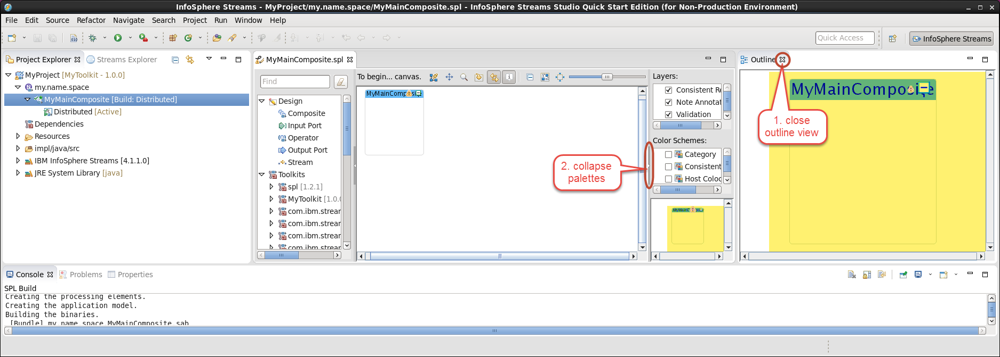 InfoSphere Streams - MyProject/my.name.space/MyMainComposite.spl - InfoSphere Streams Studio Quick Start Edition (for Non-Production Environment)
File Edit Source Refactor Navigate Search Project Run Window Help
010
Quick Access
InfoSphere Streams
Project Explorer
Streams Explorer
MyProject [MyToolkit - 1.0.0]
my.name.space
MyMainComposite [Build: Distributed]
Distributed [Active]
Dependencies
Resources
impl/java/src
IBM InfoSphere Streams [4.1.1.0]
JRE System Library [java]
MyMainComposite.spl
Find
Design
Composite
Input Port
Operator
Output Port
Stream
Toolkits
spl [1.2.1]
MyToolkit [1.0.0
com.ibm.strear
com.ibm.strear
com.ibm.strear
com.ibm.strear
To begin... canvas.
MyMainComposite
Layers:
Consistent Re
Note Annotat
Validation
Color Schemes:
Category
Consistent
Host Coloc
MyMainComposite
2. collapse
palettes
Outline
MyMainComposite
1. close
outline view
Console
Problems
Properties
SPL Build
Creating the processing elements.
Creating the application model.
Building the binaries.
[Bundle] my.name.space.MyMainComposite.sab